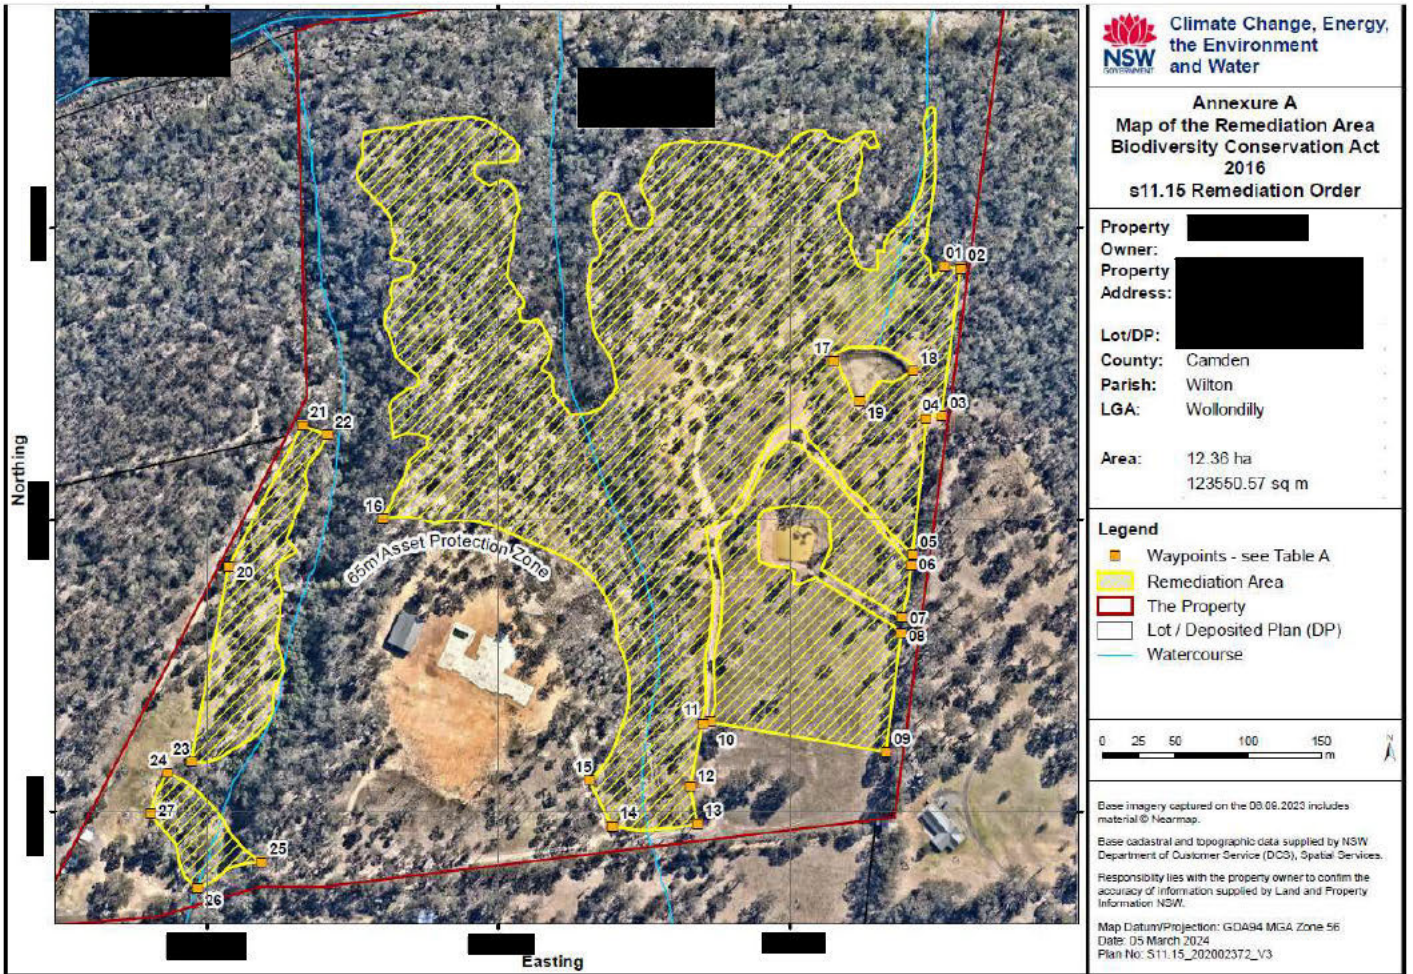 Northing
01
02
17
18
19
04
03
21
22
16
65m Asset Protection Zone
05
06
20
07
08
11
10
09
23
24
15
12
27
14
13
25
26
Easting
NSW
GOVERNMENT
Climate Change, Energy,
the Environment
and Water
Annexure A
Map of the Remediation Area
Biodiversity Conservation Act
2016
s11.15 Remediation Order
Property
Owner:
Property
Address:
Lot/DP:
County: Camden
Parish: Wilton
LGA: Wollondilly
Area: 12.36 ha
123550.57 sq m
Legend
Waypoints - see Table A
Remediation Area
The Property
Lot / Deposited Plan (DP)
Watercourse
0 25 50 100 150
m
N
Base imagery captured on the 08.09.2023 includes
material © Nearmap.
Base cadastral and topographic data supplied by NSW
Department of Customer Service (DCS), Spatial Services.
Responsibility lies with the property owner to confirm the
accuracy of information supplied by Land and Property
Information NSW.
Map Datum/Projection: GDA94 MGA Zone 56
Date: 05 March 2024
Plan No: S11.15_202002372_V3